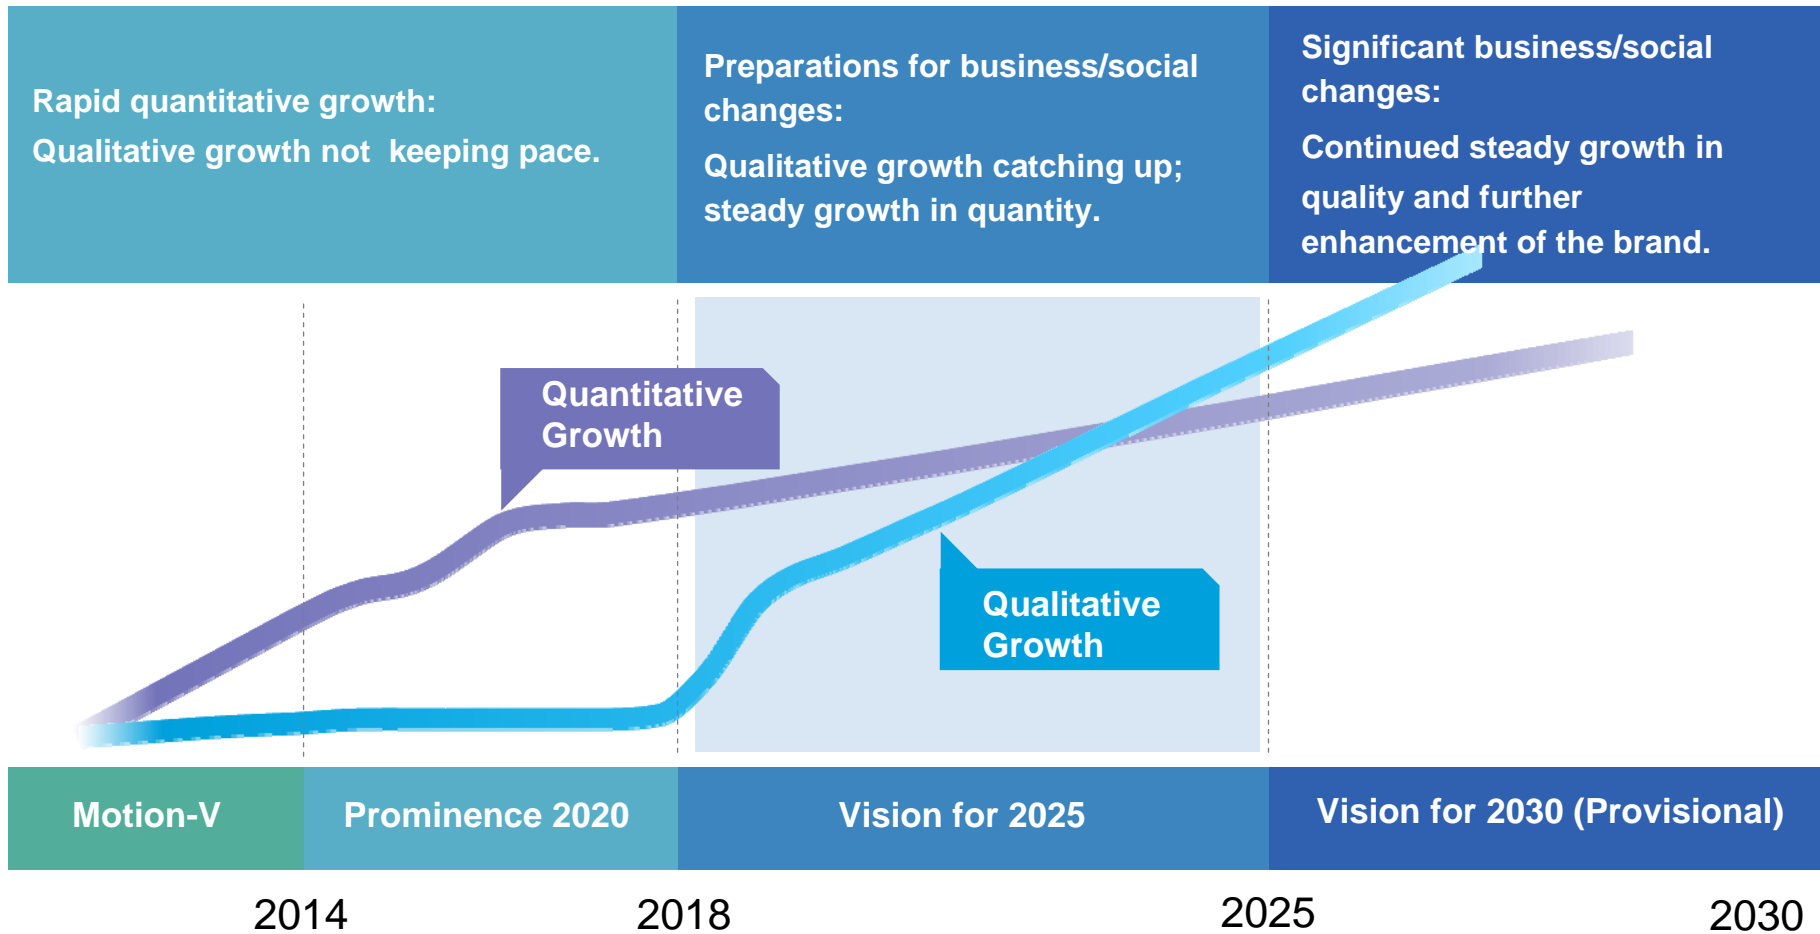 Rapid quantitative growth:
Qualitative growth not  keeping pace.
Preparations for business/social
changes:
Qualitative growth catching up;
steady growth in quantity.
Significant business/social
changes:
Continued steady growth in
quality and further
enhancement of the brand.
Quantitative
Growth
Qualitative
Growth
Motion-V
Prominence 2020
Vision for 2025
Vision for 2030 (Provisional)
2014
2018
2025
2030